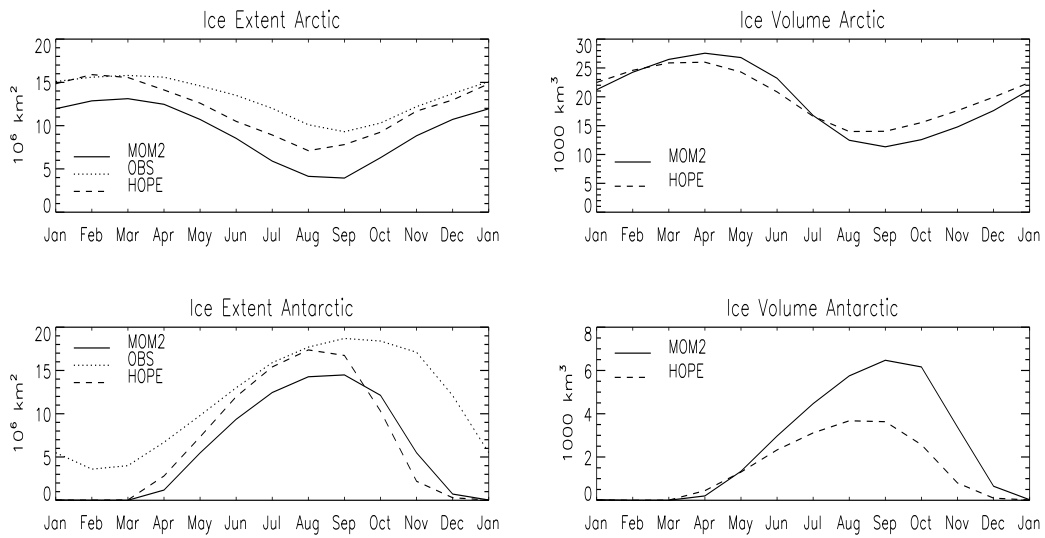 Ice Extent Arctic
20
15
10
5
0
10⁶ km²
MOM2
OBS
HOPE
Jan Feb Mar Apr May Jun Jul Aug Sep Oct Nov Dec Jan
Ice Volume Arctic
30
25
20
15
10
5
0
1000 km³
MOM2
HOPE
Jan Feb Mar Apr May Jun Jul Aug Sep Oct Nov Dec Jan
Ice Extent Antarctic
20
15
10
5
0
10⁶ km²
MOM2
OBS
HOPE
Jan Feb Mar Apr May Jun Jul Aug Sep Oct Nov Dec Jan
Ice Volume Antarctic
8
6
4
2
0
1000 km³
MOM2
HOPE
Jan Feb Mar Apr May Jun Jul Aug Sep Oct Nov Dec Jan